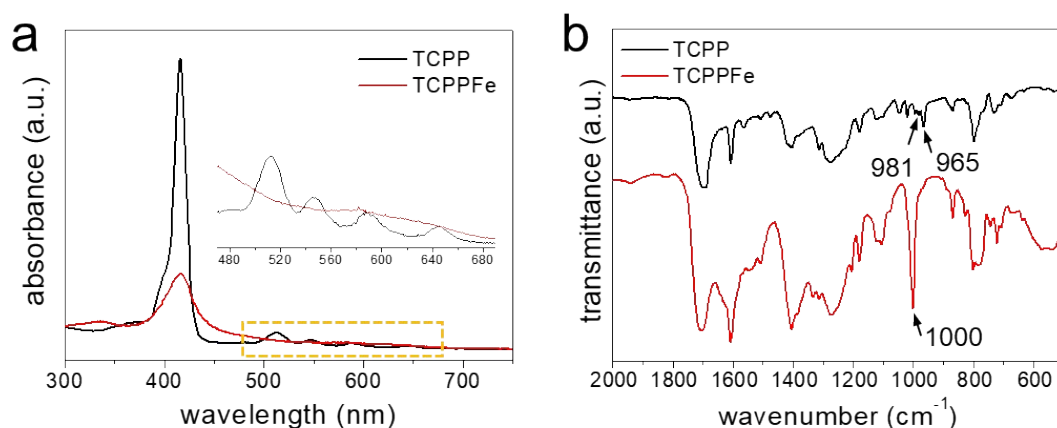 a
TCPP
TCPPFe
absorbance (a.u.)
480 520 560 600 640 680
300 400 500 600 700
wavelength (nm)
b
TCPP
TCPPFe
transmittance (a.u.)
981 965
1000
2000 1800 1600 1400 1200 1000 800 600
wavenumber (cm⁻¹)